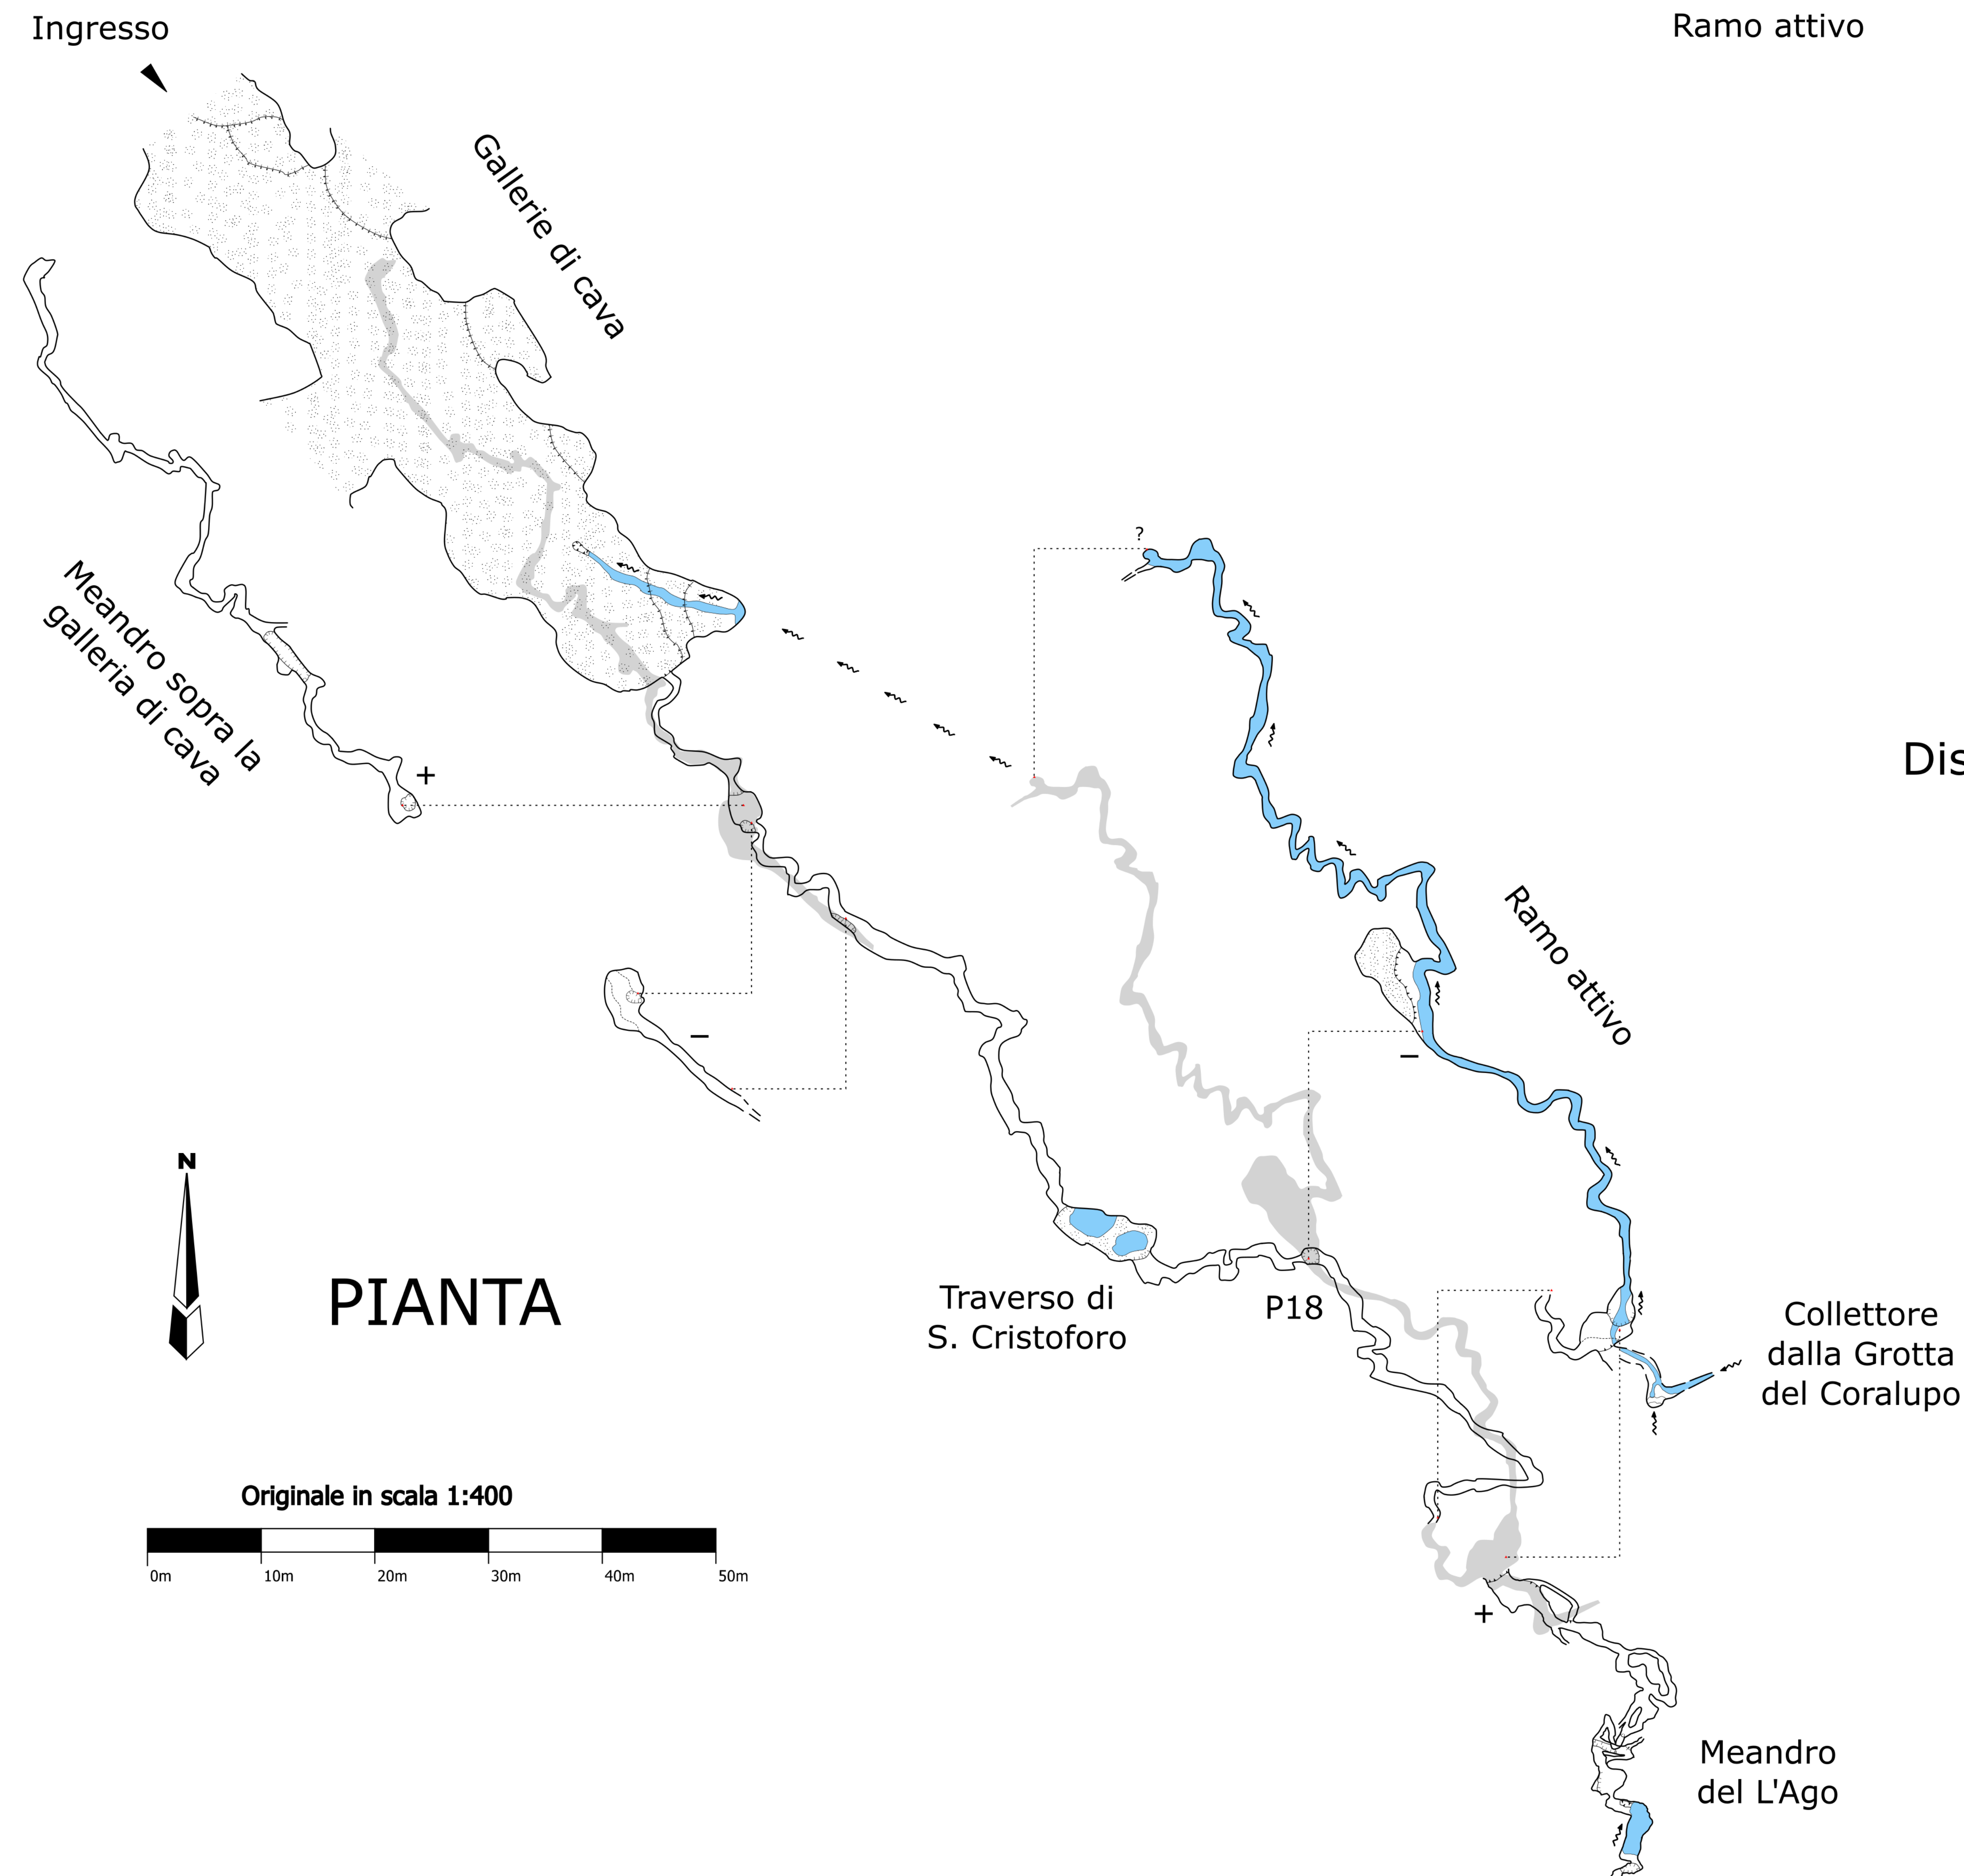 Ingresso
Ramo attivo
Gallerie di cava
Meandro sopra la
galleria di cava
+
?
Dis
Ramo attivo
–
–
N
PIANTA
Traverso di
S. Cristoforo
P18
Collettore
dalla Grotta
del Coralupo
Originale in scala 1:400
0m 10m 20m 30m 40m 50m
+
Meandro
del L'Ago